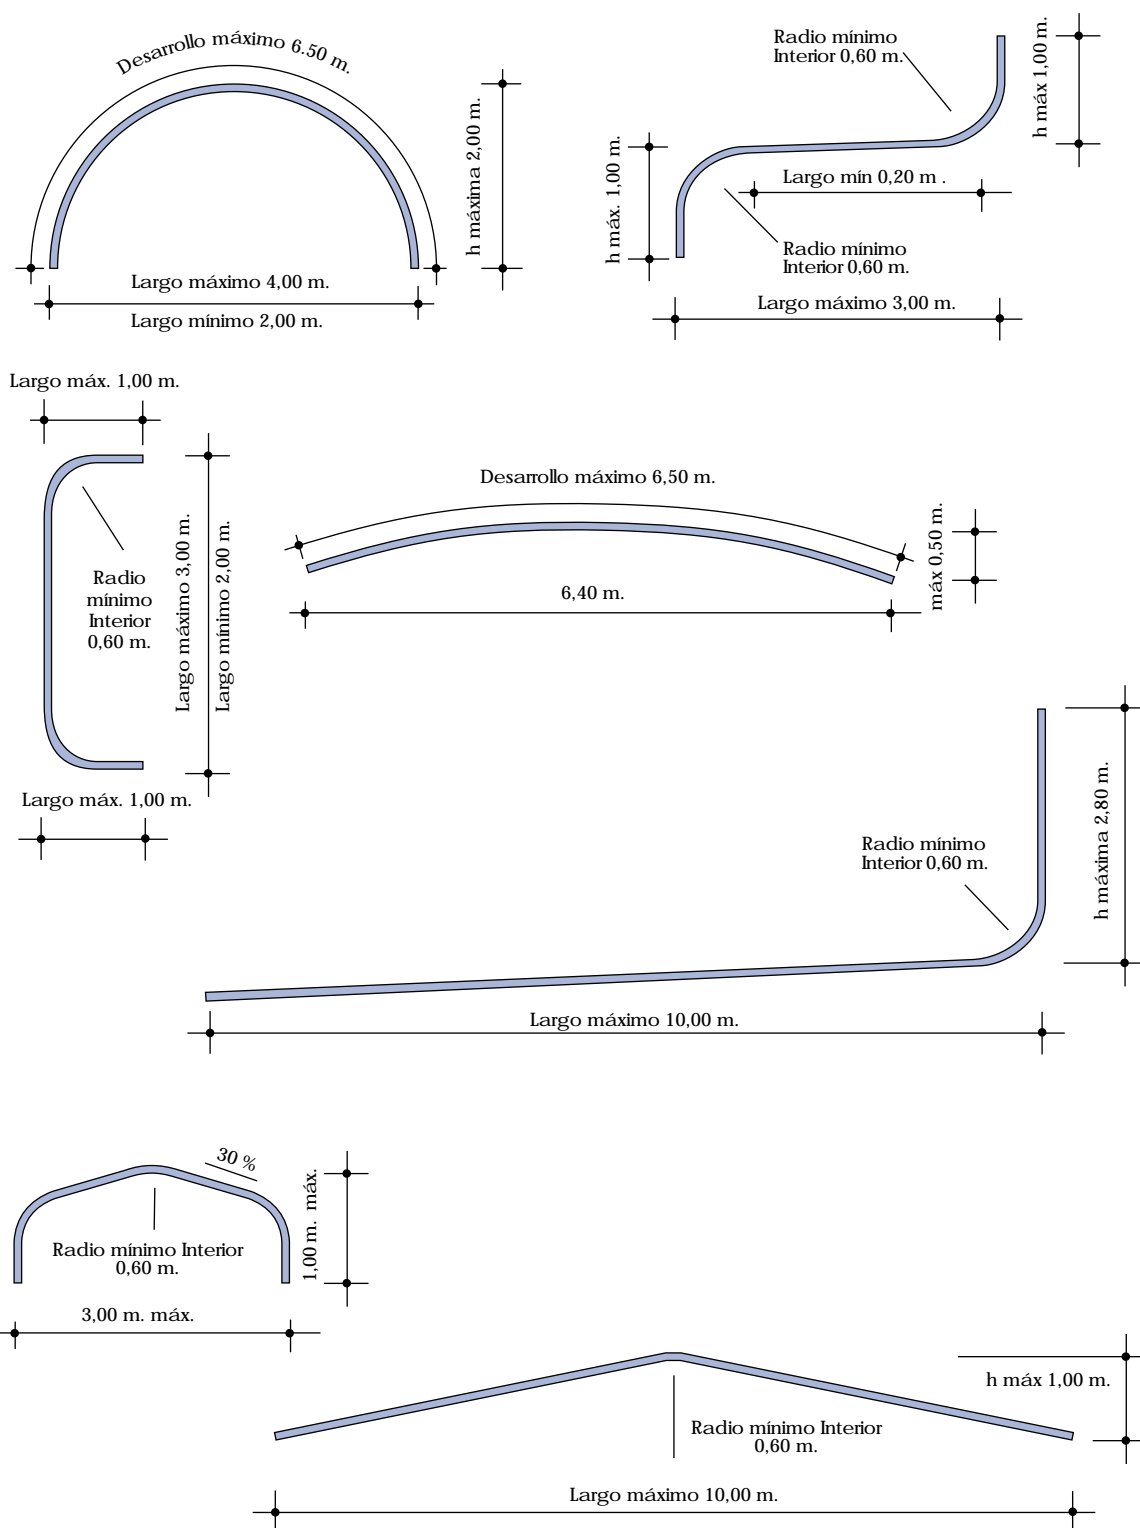 Desarrollo máximo 6.50 m.
h máxima 2,00 m.
Largo máximo 4,00 m.
Largo mínimo 2,00 m.
Radio mínimo
Interior 0,60 m.
h máx 1,00 m.
h máx. 1,00 m.
Largo mín 0,20 m .
Radio mínimo
Interior 0,60 m.
Largo máximo 3,00 m.
Largo máx. 1,00 m.
Radio
mínimo
Interior
0,60 m.
Largo máximo 3,00 m.
Largo mínimo 2,00 m.
Largo máx. 1,00 m.
Desarrollo máximo 6,50 m.
máx 0,50 m.
6,40 m.
Radio mínimo
Interior 0,60 m.
h máxima 2,80 m.
Largo máximo 10,00 m.
30 %
Radio mínimo Interior
0,60 m.
1,00 m. máx.
3,00 m. máx.
h máx 1,00 m.
Radio mínimo Interior
0,60 m.
Largo máximo 10,00 m.